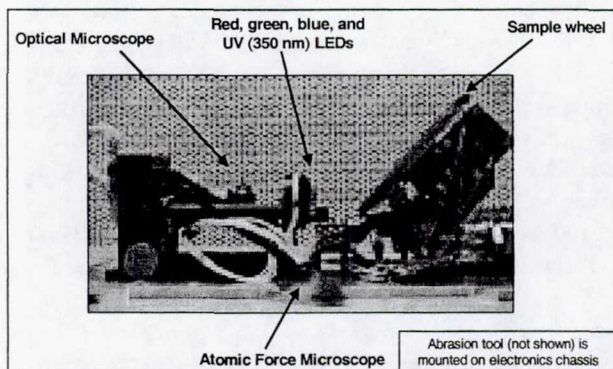 Optical Microscope
Red, green, blue, and
UV (350 nm) LEDs
Sample wheel
Atomic Force Microscope
Abrasion tool (not shown) is
mounted on electronics chassis